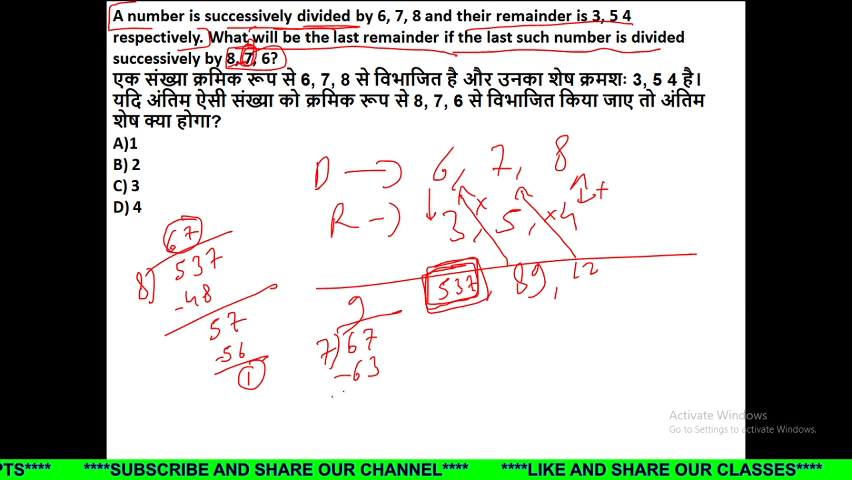 A number is successively divided by 6, 7, 8 and their remainder is 3, 5 4
respectively. What will be the last remainder if the last such number is divided
successively by 8, 7, 6?
एक संख्या क्रमिक रूप से 6, 7, 8 से विभाजित है और उनका शेष क्रमशः 3, 5 4 है।
यदि अंतिम ऐसी संख्या को क्रमिक रूप से 8, 7, 6 से विभाजित किया जाए तो अंतिम
शेष क्या होगा?
A)1
B) 2
C) 3
D) 4
D → 6, 7, 8
R → 3, 5, 4
× × +
537, 89, 12
67
8) 537
-48
57
-56
1
9
7) 67
-63
Activate Windows
Go to Settings to activate Windows.
PTS**** ****SUBSCRIBE AND SHARE OUR CHANNEL**** ****LIKE AND SHARE OUR CLASSES****